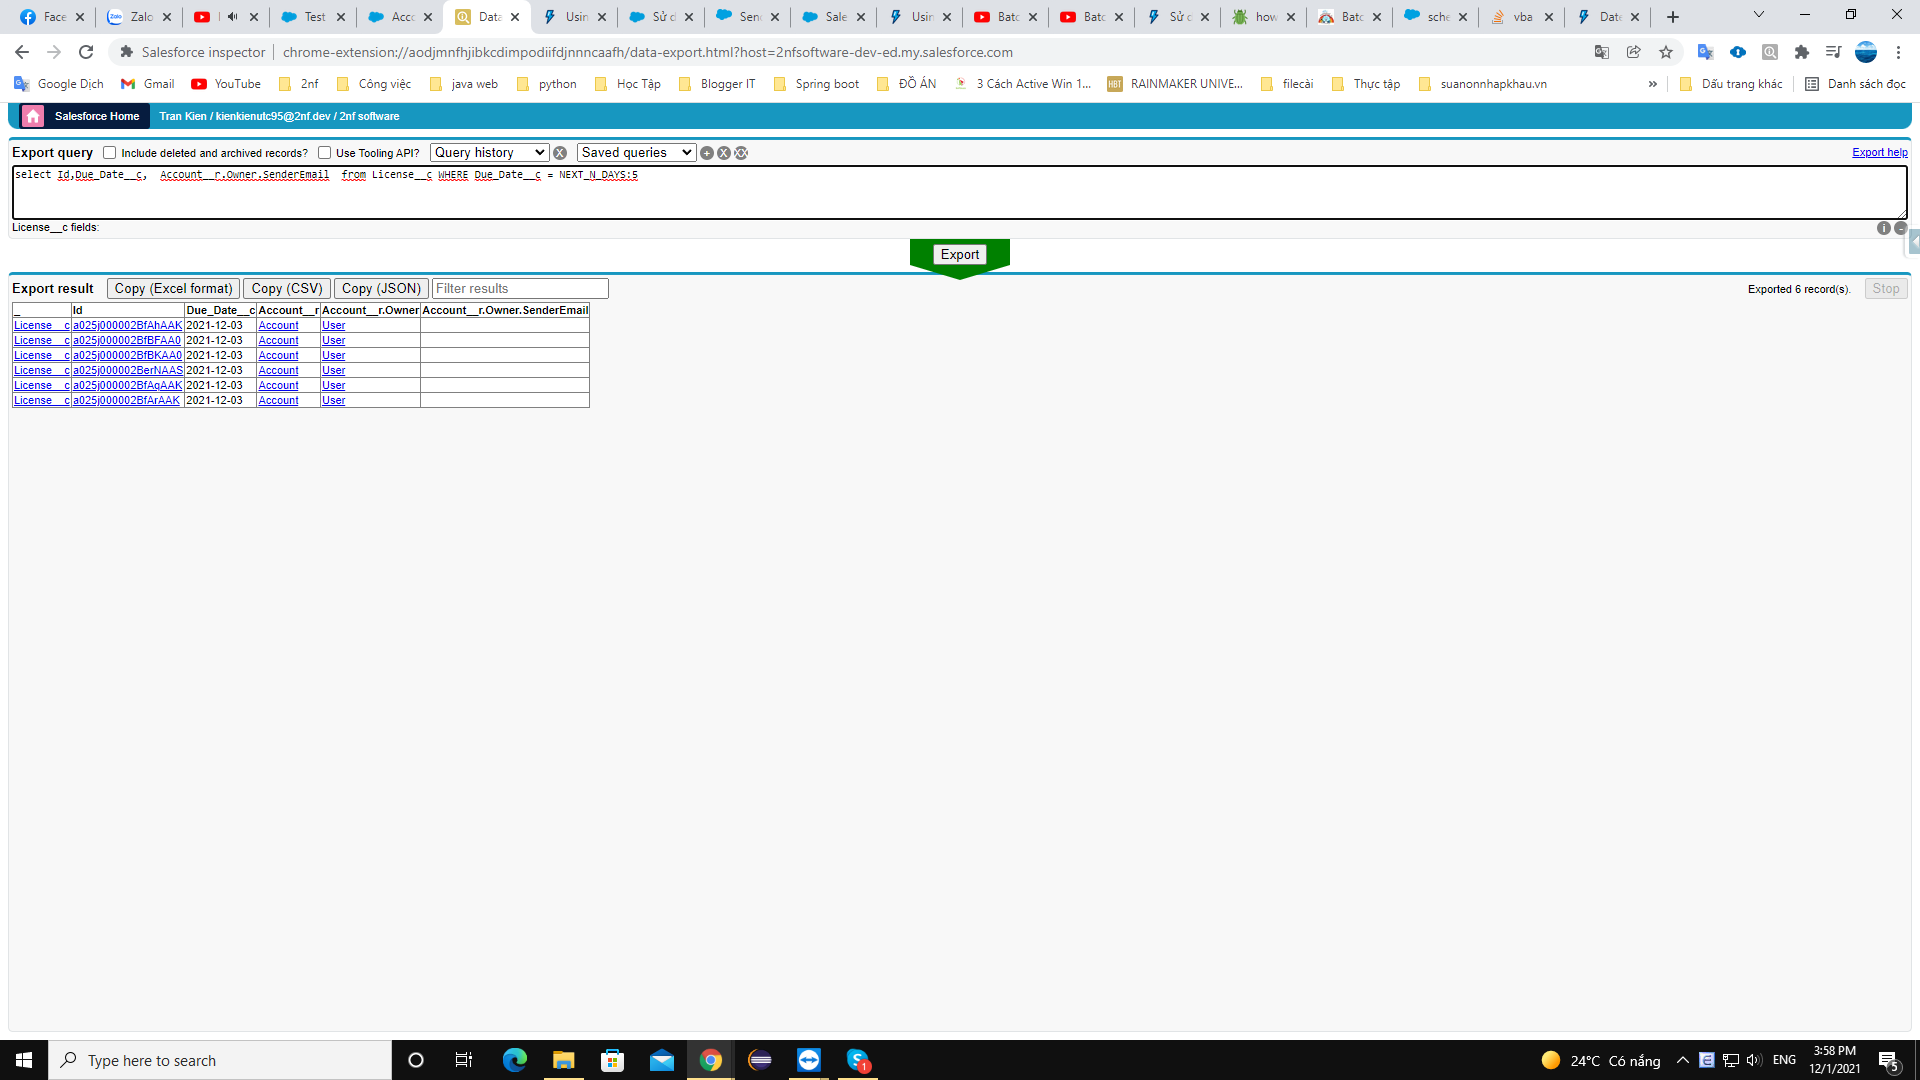 Face
Zalo
Test
Acco
Data
Usin
Sử d
Send
Sale
Usin
Batc
Batc
Sử d
how
Batc
sche
vba
Date
Salesforce inspector | chrome-extension://aodjmnfhjibkcdimpodiifdjnnncaafh/data-export.html?host=2nfsoftware-dev-ed.my.salesforce.com
Google Dịch
Gmail
YouTube
2nf
Công việc
java web
python
Học Tập
Blogger IT
Spring boot
ĐỒ ÁN
3 Cách Active Win 1...
HBT RAINMAKER UNIVE...
filecài
Thực tập
suanonnhapkhau.vn
»
Dấu trang khác
Danh sách đọc
Salesforce Home
Tran Kien / kienkienutc95@2nf.dev / 2nf software
Export query Include deleted and archived records? Use Tooling API? Query history Saved queries Export help
select Id,Due_Date__c, Account__r.Owner.SenderEmail from License__c WHERE Due_Date__c = NEXT_N_DAYS:5
License__c fields:
Export
Export result Copy (Excel format) Copy (CSV) Copy (JSON) Filter results Exported 6 record(s). Stop
_ Id Due_Date__c Account__r Account__r.Owner Account__r.Owner.SenderEmail
License__c a025j000002BfAhAAK 2021-12-03 Account User
License__c a025j000002BfBFAA0 2021-12-03 Account User
License__c a025j000002BfBKAA0 2021-12-03 Account User
License__c a025j000002BerNAAS 2021-12-03 Account User
License__c a025j000002BfAqAAK 2021-12-03 Account User
License__c a025j000002BfArAAK 2021-12-03 Account User
Type here to search
1
24°C Có nắng
ENG
3:58 PM
12/1/2021
5